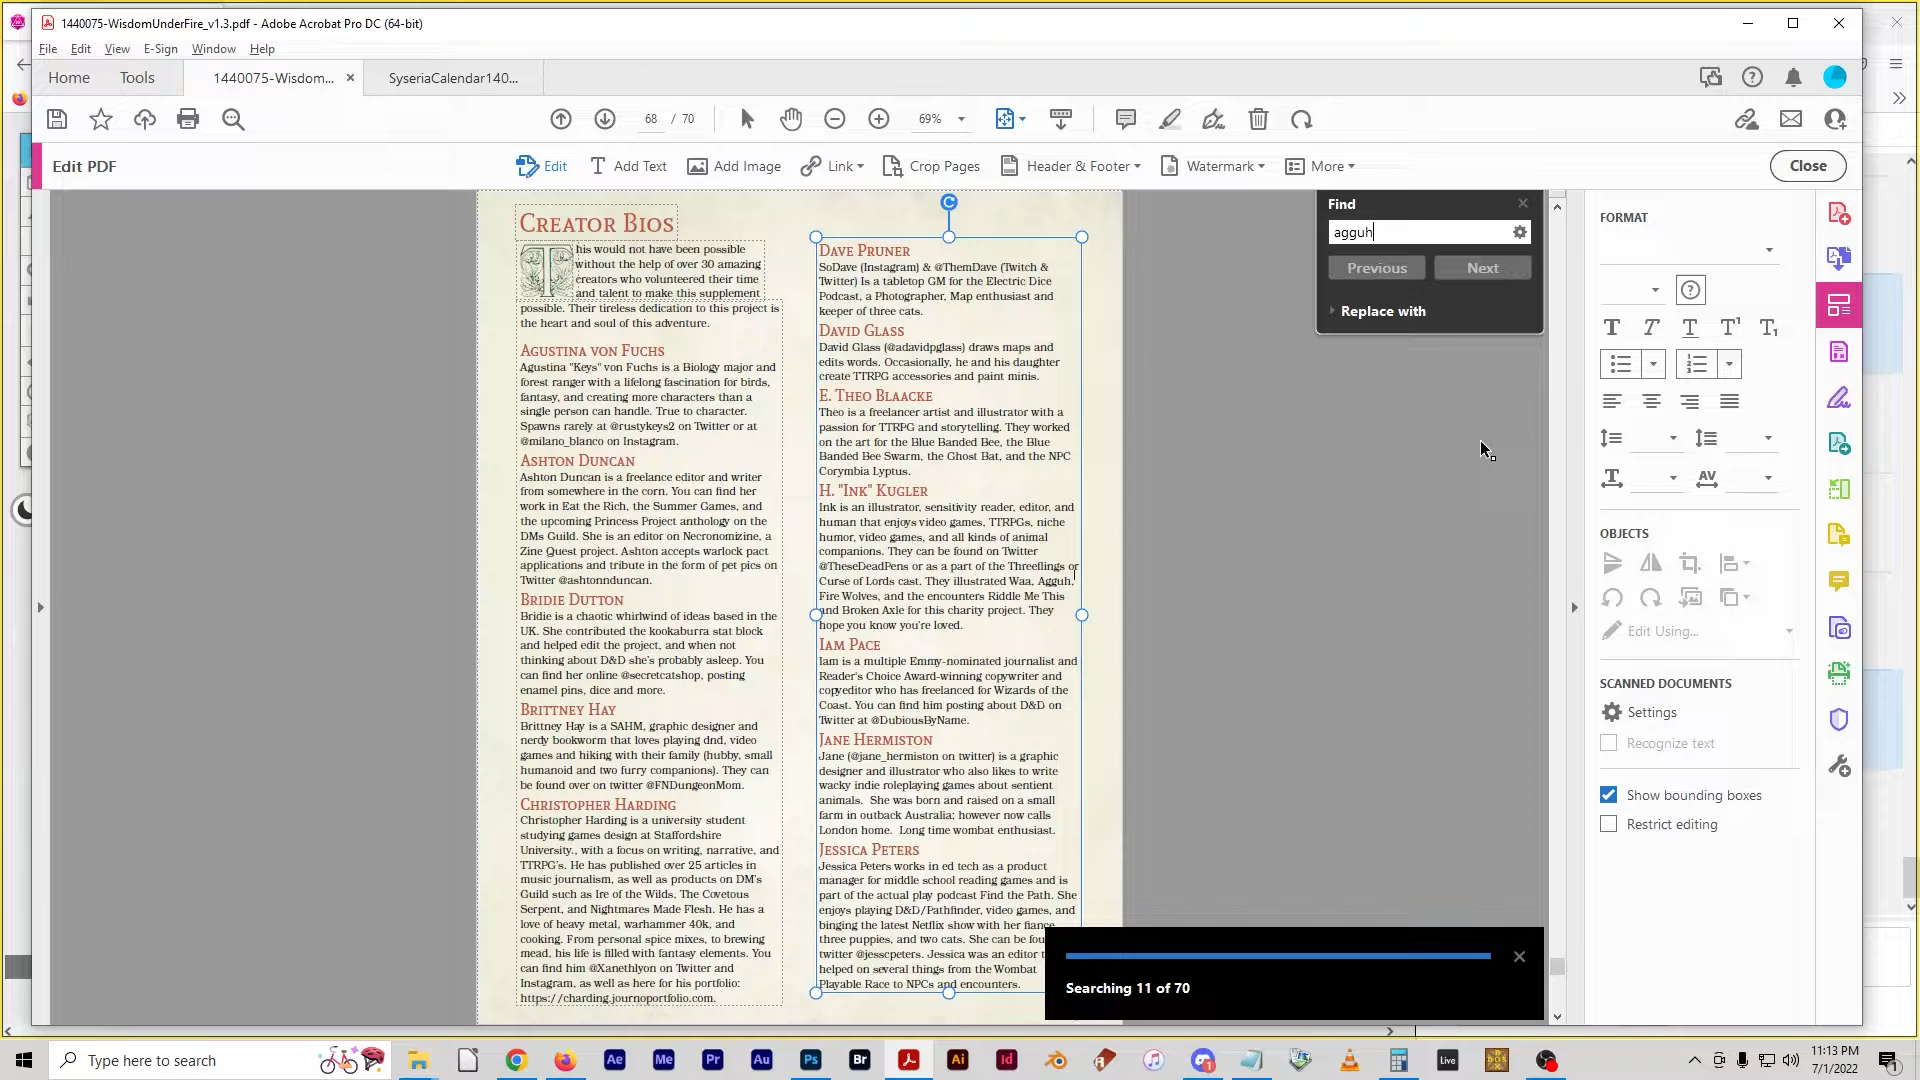 1440075-WisdomUnderFire_v1.3.pdf - Adobe Acrobat Pro DC (64-bit)
File Edit View E-Sign Window Help
Home Tools 1440075-Wisdom... SyseriaCalendar140...
68 / 70 69%
Edit PDF Edit Add Text Add Image Link Crop Pages Header & Footer Watermark More Close
Creator Bios
This would not have been possible
without the help of over 30 amazing
creators who volunteered their time
and talent to make this supplement
possible. Their tireless dedication to this project is
the heart and soul of this adventure.
Agustina von Fuchs
Agustina "Keys" von Fuchs is a Biology major and
forest ranger with a lifelong fascination for birds,
fantasy, and creating more characters than a
single person can handle. True to character.
Spawns rarely at @rustykeys2 on Twitter or at
@milano_blanco on Instagram.
Ashton Duncan
Ashton Duncan is a freelance editor and writer
from somewhere in the corn. You can find her
work in Eat the Rich, the Summer Games, and
the upcoming Princess Project anthology on the
DMs Guild. She is an editor on Necronomizine, a
Zine Quest project. Ashton accepts warlock pact
applications and tribute in the form of pet pics on
Twitter @ashtonnduncan.
Bridie Dutton
Bridie is a chaotic whirlwind of ideas based in the
UK. She contributed the kookaburra stat block
and helped edit the project, and when not
thinking about D&D she's probably asleep. You
can find her online @secretcatshop, posting
enamel pins, dice and more.
Brittney Hay
Brittney Hay is a SAHM, graphic designer and
nerdy bookworm that loves playing dnd, video
games and hiking with their family (hubby, small
humanoid and two furry companions). They can
be found over on twitter @FNDungeonMom.
Christopher Harding
Christopher Harding is a university student
studying games design at Staffordshire
University., with a focus on writing, narrative, and
TTRPG's. He has published over 25 articles in
music journalism, as well as products on DM's
Guild such as Ire of the Wilds, The Covetous
Serpent, and Nightmares Made Flesh. He has a
love of heavy metal, warhammer 40k, and
cooking. From personal spice mixes, to brewing
mead, his life is filled with fantasy elements. You
can find him @Xanethlyon on Twitter and
Instagram, as well as here for his portfolio:
https://charding.journoportfolio.com.
Dave Pruner
SoDave (Instagram) & @ThemDave (Twitch &
Twitter) Is a tabletop GM for the Electric Dice
Podcast, a Photographer, Map enthusiast and
keeper of three cats.
David Glass
David Glass (@adavidpglass) draws maps and
edits words. Occasionally, he and his daughter
create TTRPG accessories and paint minis.
E. Theo Blaacke
Theo is a freelancer artist and illustrator with a
passion for TTRPG and storytelling. They worked
on the art for the Blue Banded Bee, the Blue
Banded Bee Swarm, the Ghost Bat, and the NPC
Corymbia Lyptus.
H. "Ink" Kugler
Ink is an illustrator, sensitivity reader, editor, and
human that enjoys video games, TTRPGs, niche
humor, video games, and all kinds of animal
companions. They can be found on Twitter
@TheseDeadPens or as a part of the Threeflings or
Curse of Lords cast. They illustrated Waa, Agguh,
Fire Wolves, and the encounters Riddle Me This
and Broken Axle for this charity project. They
hope you know you're loved.
Iam Pace
Iam is a multiple Emmy-nominated journalist and
Reader's Choice Award-winning copywriter and
copyeditor who has freelanced for Wizards of the
Coast. You can find him posting about D&D on
Twitter at @DubiousByName.
Jane Hermiston
Jane (@jane_hermiston on twitter) is a graphic
designer and illustrator who also likes to write
wacky indie roleplaying games about sentient
animals. She was born and raised on a small
farm in outback Australia; however now calls
London home. Long time wombat enthusiast.
Jessica Peters
Jessica Peters works in ed tech as a product
manager for middle school reading games and is
part of the actual play podcast Find the Path. She
enjoys playing D&D/Pathfinder, video games, and
binging the latest Netflix show with her fiance,
three puppies, and two cats. She can be fou
twitter @jesscpeters. Jessica was an editor t
helped on several things from the Wombat
Playable Race to NPCs and encounters.
Find
agguh
Previous Next
Replace with
Searching 11 of 70
FORMAT
OBJECTS
Edit Using...
SCANNED DOCUMENTS
Settings
Recognize text
Show bounding boxes
Restrict editing
Type here to search
Ae Me Pr Au Ps Br Ai Id Live
11:13 PM
7/1/2022